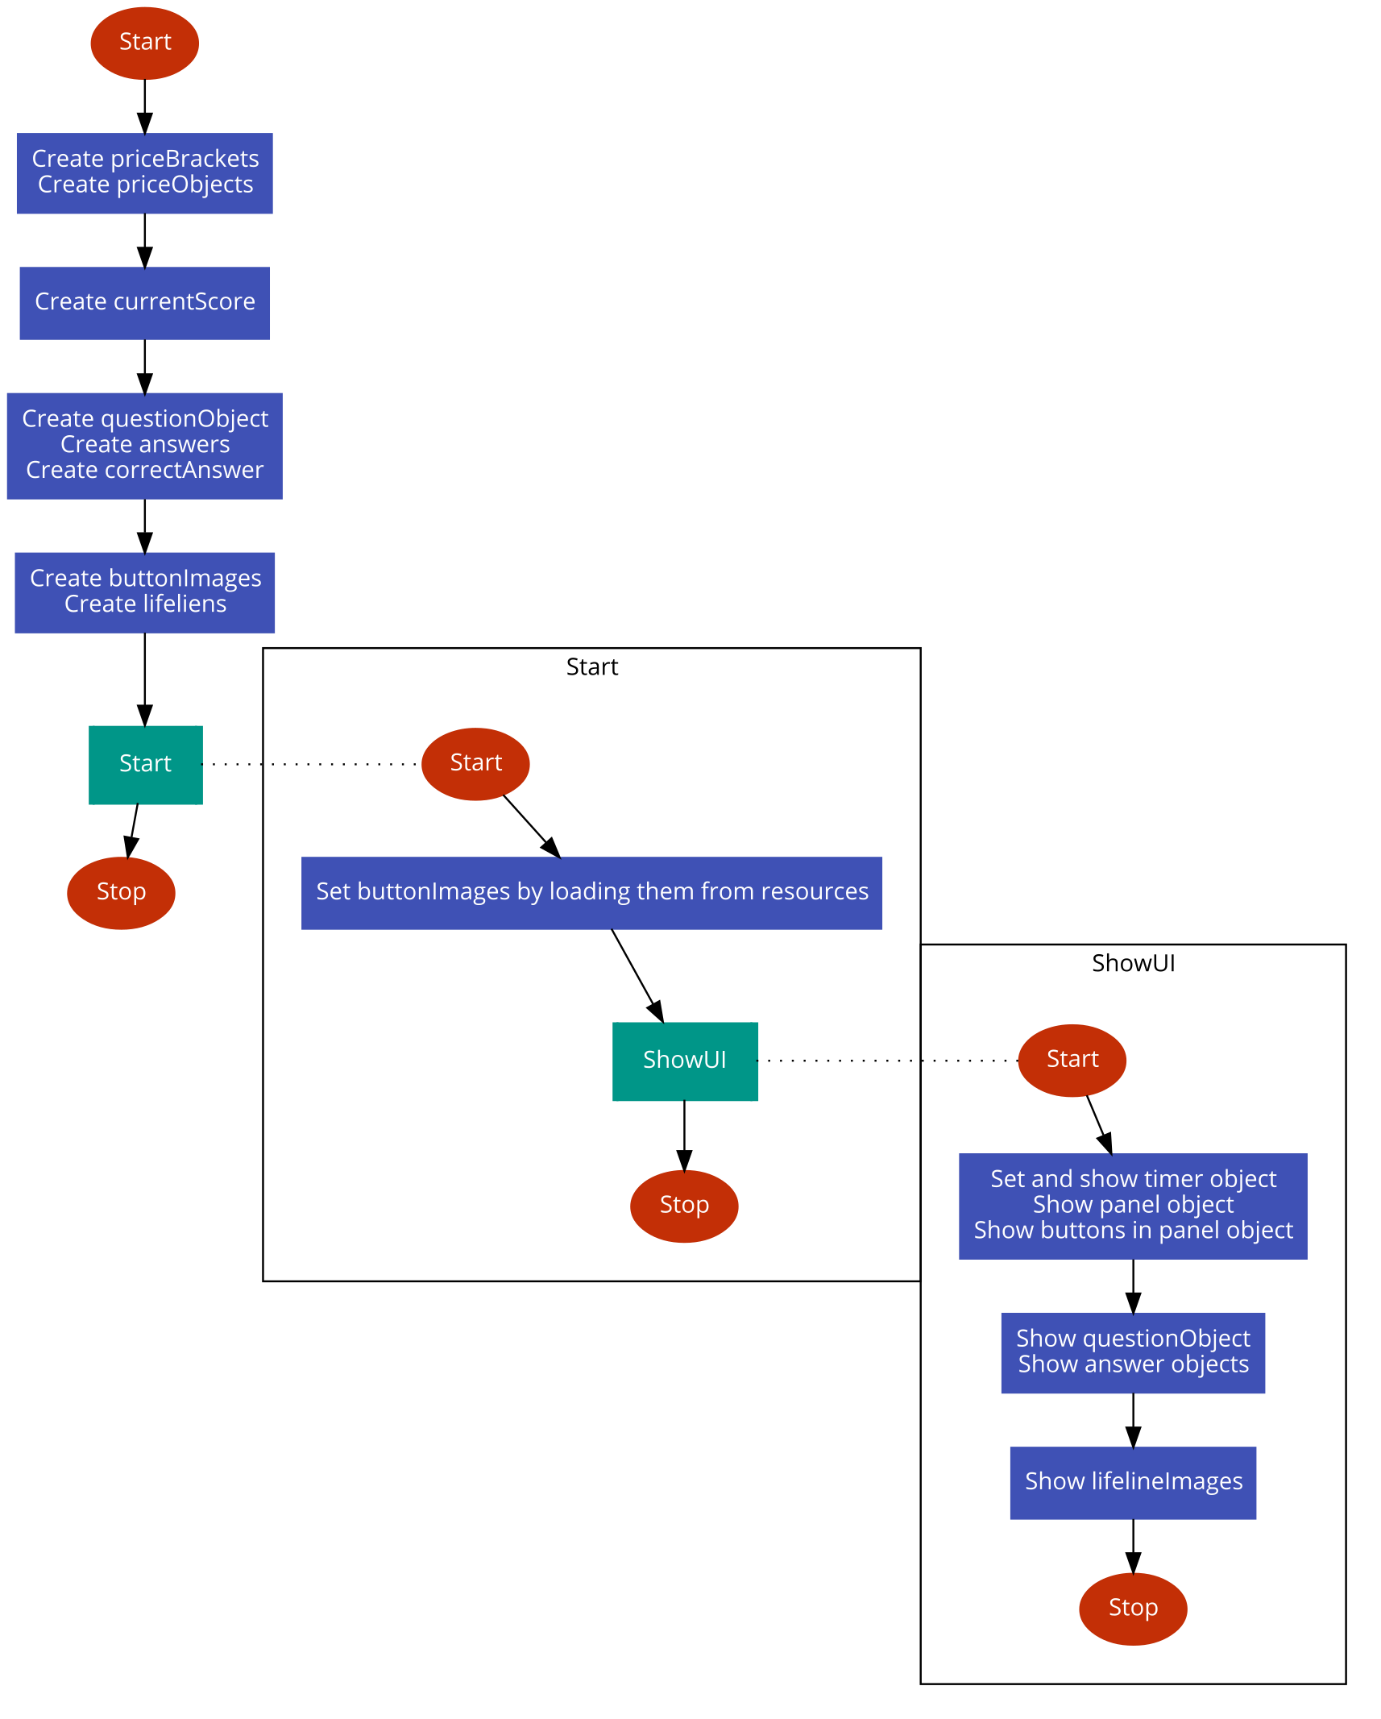 Start
Create priceBrackets
Create priceObjects
Create currentScore
Create questionObject
Create answers
Create correctAnswer
Create buttonImages
Create lifeliens
Start
Stop
Start
Start
Set buttonImages by loading them from resources
ShowUI
Stop
ShowUI
Start
Set and show timer object
Show panel object
Show buttons in panel object
Show questionObject
Show answer objects
Show lifelineImages
Stop